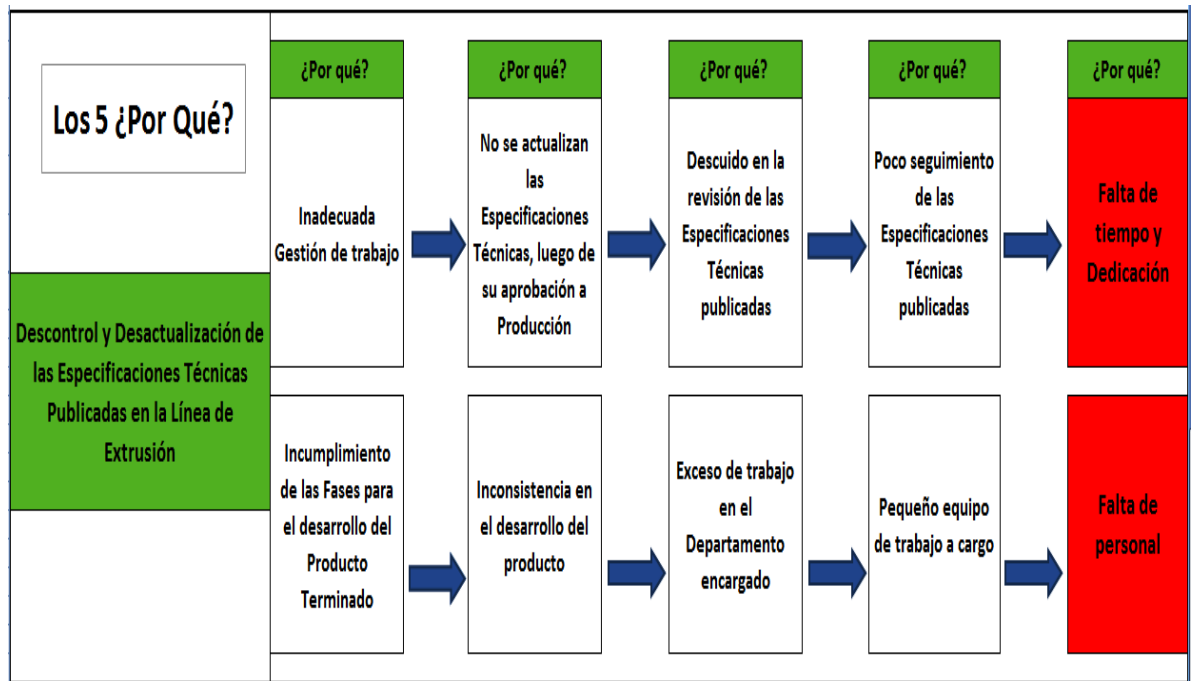 Los 5 ¿Por Qué?
Descontrol y Desactualización de
las Especificaciones Técnicas
Publicadas en la Línea de
Extrusión
¿Por qué?
¿Por qué?
¿Por qué?
¿Por qué?
¿Por qué?
Inadecuada
Gestión de trabajo
No se actualizan
las
Especificaciones
Técnicas, luego de
su aprobación a
Producción
Descuido en la
revisión de las
Especificaciones
Técnicas
publicadas
Poco seguimiento
de las
Especificaciones
Técnicas
publicadas
Falta de
tiempo y
Dedicación
Incumplimiento
de las Fases para
el desarrollo del
Producto
Terminado
Inconsistencia en
el desarrollo del
producto
Exceso de trabajo
en el
Departamento
encargado
Pequeño equipo
de trabajo a cargo
Falta de
personal